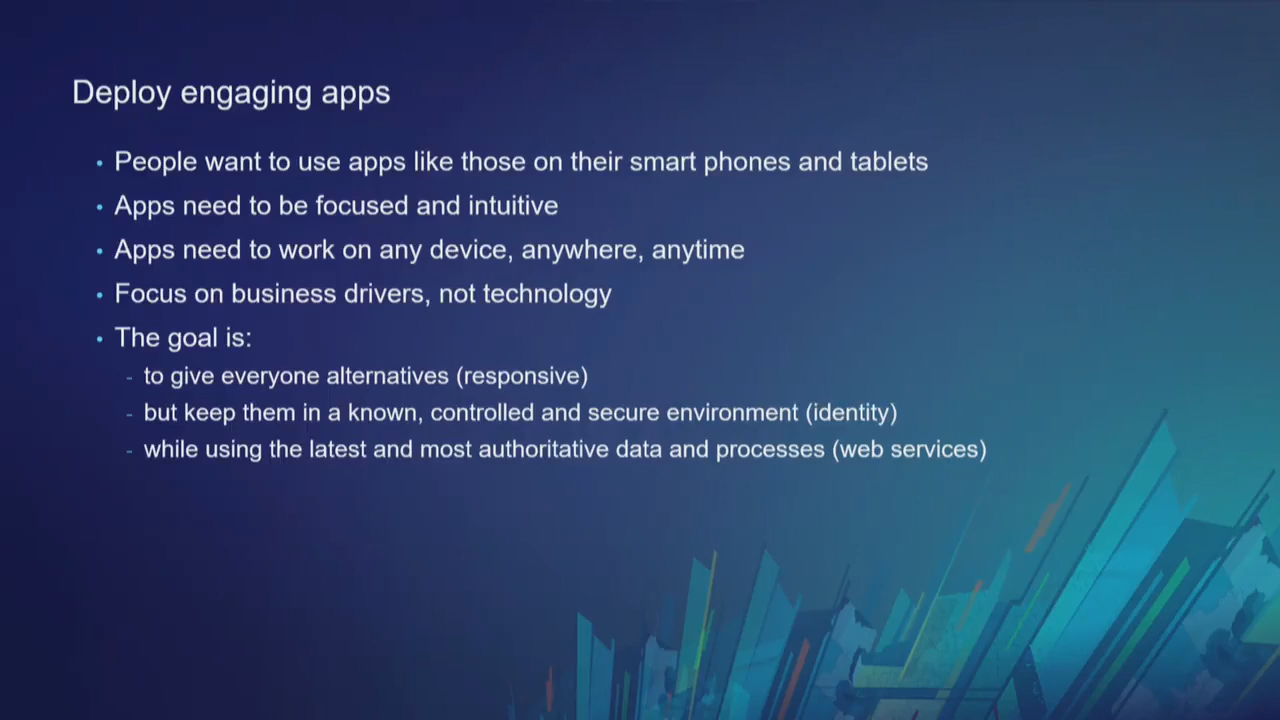 Deploy engaging apps
• People want to use apps like those on their smart phones and tablets
• Apps need to be focused and intuitive
• Apps need to work on any device, anywhere, anytime
• Focus on business drivers, not technology
• The goal is:
- to give everyone alternatives (responsive)
- but keep them in a known, controlled and secure environment (identity)
- while using the latest and most authoritative data and processes (web services)